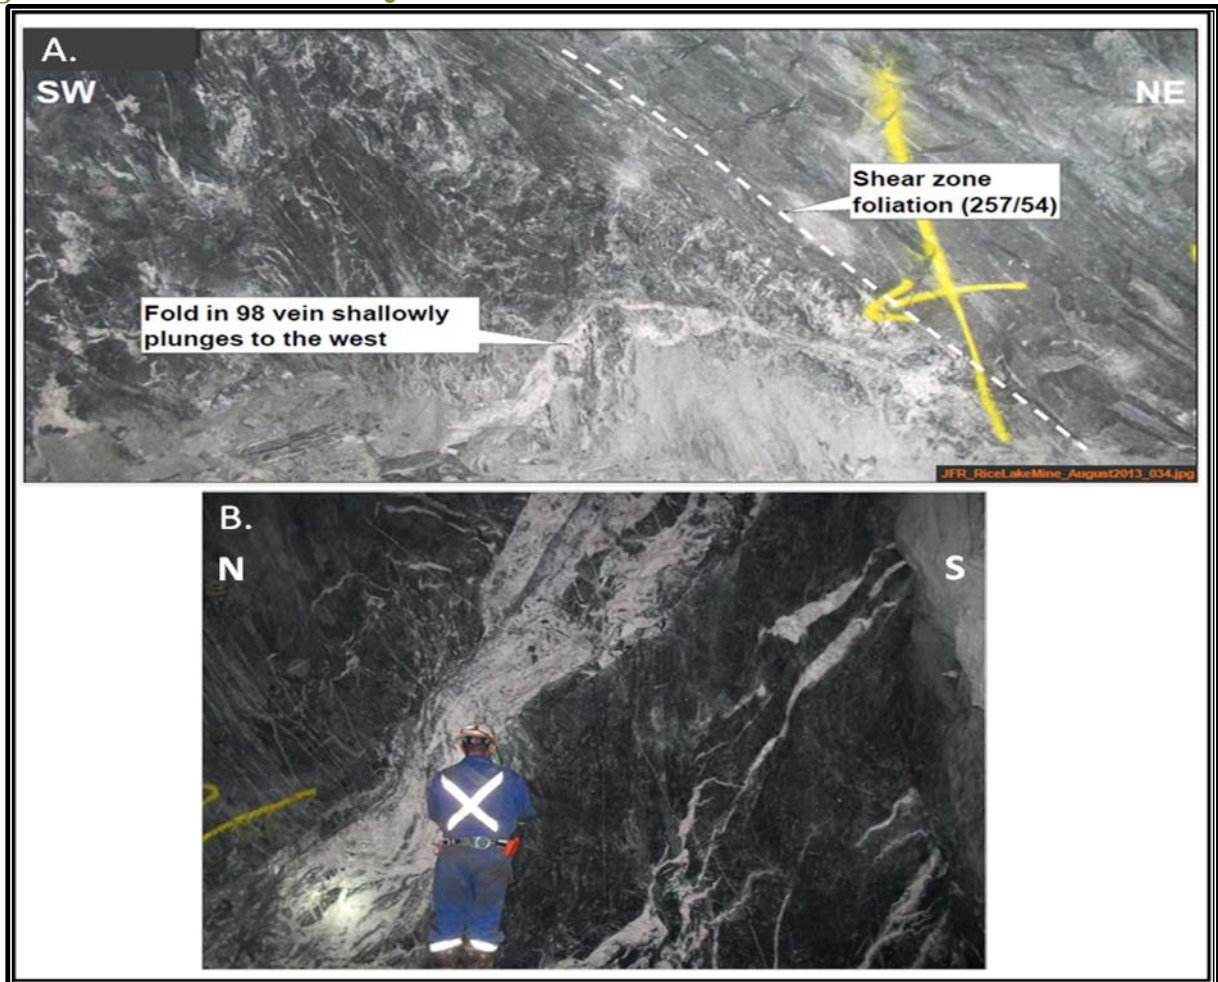 A.
SW
NE
Shear zone
foliation (257/54)
Fold in 98 vein shallowly
plunges to the west
JFR_RiceLakeMine_August2013_034.jpg
B.
N
S